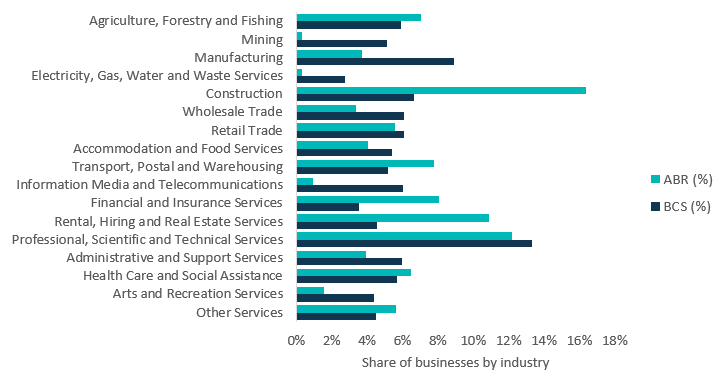 Agriculture, Forestry and Fishing
Mining
Manufacturing
Electricity, Gas, Water and Waste Services
Construction
Wholesale Trade
Retail Trade
Accommodation and Food Services
Transport, Postal and Warehousing
Information Media and Telecommunications
Financial and Insurance Services
Rental, Hiring and Real Estate Services
Professional, Scientific and Technical Services
Administrative and Support Services
Health Care and Social Assistance
Arts and Recreation Services
Other Services
ABR (%)
BCS (%)
0% 2% 4% 6% 8% 10% 12% 14% 16% 18%
Share of businesses by industry